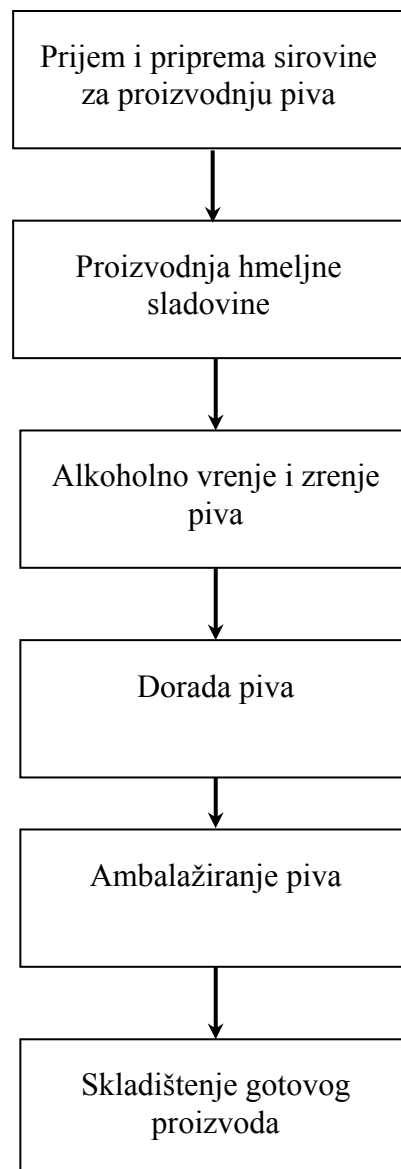 Prijem i priprema sirovine
za proizvodnju piva
Proizvodnja hmeljne
sladovine
Alkoholno vrenje i zrenje
piva
Dorada piva
Ambalažiranje piva
Skladištenje gotovog
proizvoda